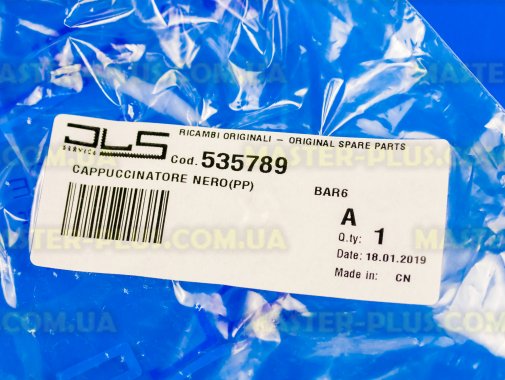 RICAMBI ORIGINALI - ORIGINAL SPARE PARTS
DLS
SERVICE
Cod. 535789
CAPPUCCINATORE NERO(PP)
BAR6
A
Q.ty: 1
Date: 18.01.2019
Made in: CN
MASTER-PLUS.COM.UA